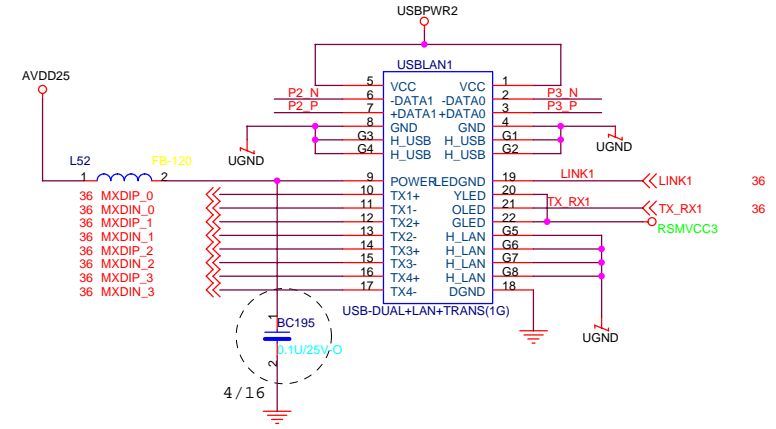 USBPWR2
AVDD25
USBLAN1
5 VCC VCC 1
P2_N 6 -DATA1 -DATA0 2 P3_N
P2_P 7 +DATA1 +DATA0 3 P3_P
8 GND GND 4
G3 H_USB H_USB G1
G4 H_USB H_USB G2
UGND UGND
L52 FB-120
1 2 9 POWER LEDGND 19 LINK1 LINK1 36
36 MXDIP_0 10 TX1+ YLED 20
36 MXDIN_0 11 TX1- OLED 21 TX_RX1 TX_RX1 36
36 MXDIP_1 12 TX2+ GLED 22 RSMVCC3
36 MXDIN_1 13 TX2- H_LAN G5
36 MXDIP_2 14 TX3+ H_LAN G6
36 MXDIN_2 15 TX3- H_LAN G7
36 MXDIP_3 16 TX4+ H_LAN G8
36 MXDIN_3 17 TX4- DGND 18
USB-DUAL+LAN+TRANS(1G)
1
BC195
0.1U/25V-O
2
UGND
4/16